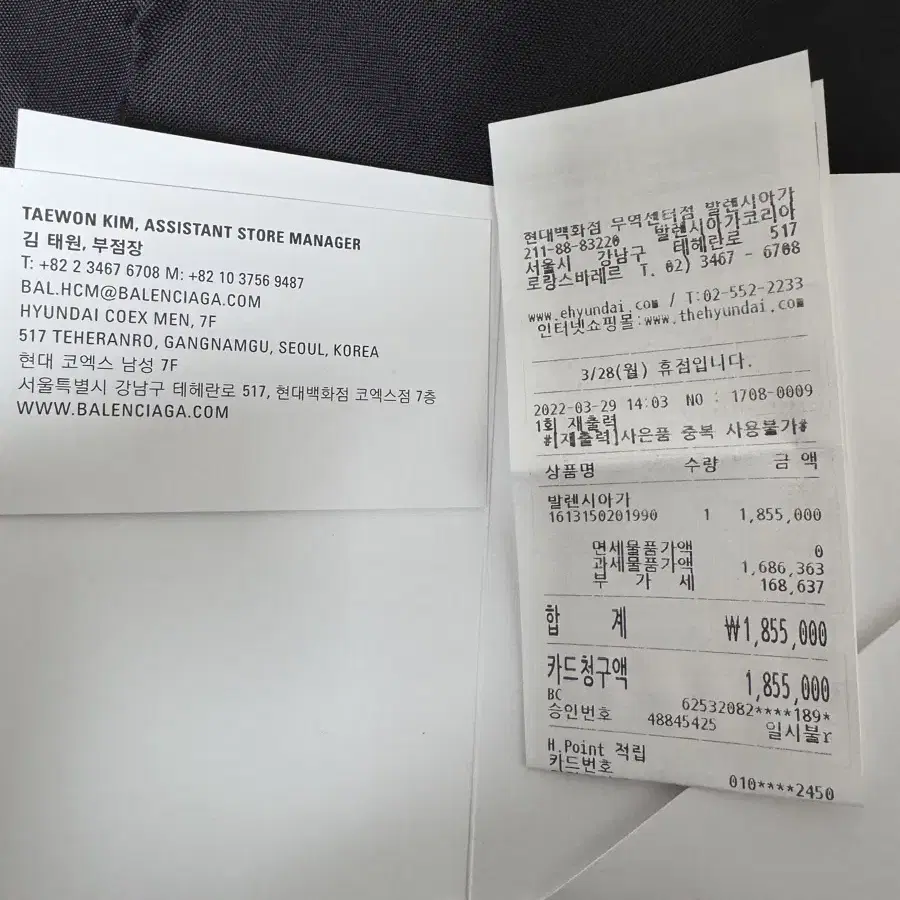 TAEWON KIM, ASSISTANT STORE MANAGER
김 태원, 부점장
T: +82 2 3467 6708 M: +82 10 3756 9487
BAL.HCM@BALENCIAGA.COM
HYUNDAI COEX MEN, 7F
517 TEHERANRO, GANGNAMGU, SEOUL, KOREA
현대 코엑스 남성 7F
서울특별시 강남구 테헤란로 517, 현대백화점 코엑스점 7층
WWW.BALENCIAGA.COM
현대백화점 무역센터점 발렌시아가
211-88-83220 발렌시아가코리아
서울시 강남구 테헤란로 517
로랑스바레르 T. 02) 3467 - 6708
www.ehyundai.com / T:02-552-2233
인터넷쇼핑몰:www.thehyundai.com
3/28(월) 휴점입니다.
2022-03-29 14:03 NO : 1708-0009
1회 재출력
#[재출력]사은품 중복 사용불가#
상품명 수량 금 액
발렌시아가
1613150201990 1 1,855,000
면세물품가액 0
과세물품가액 1,686,363
부 가 세 168,637
합 계 ₩1,855,000
카드청구액 1,855,000
BC 62532082****189*
승인번호 48845425 일시불r
H.Point 적립
카드번호 010****2450